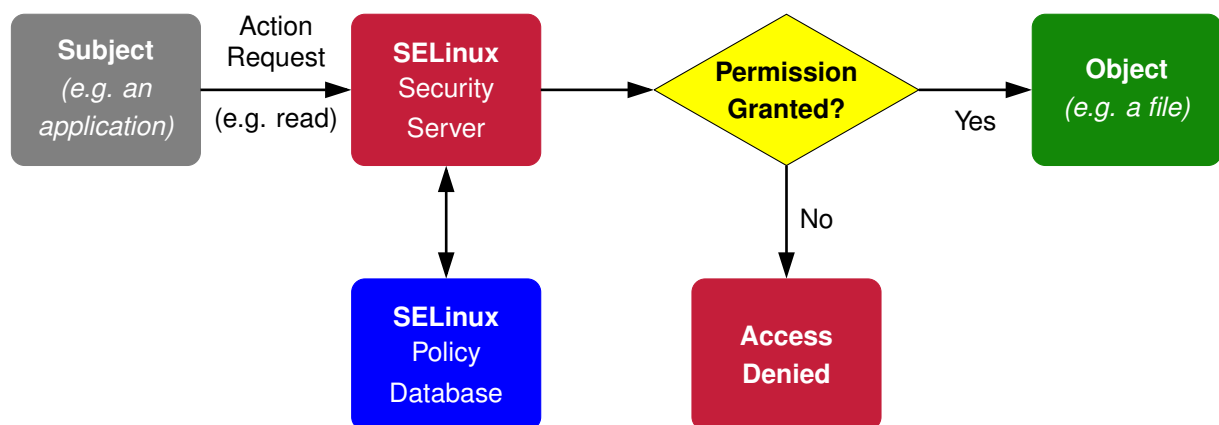 Subject
(e.g. an
application)
Action
Request
(e.g. read)
SELinux
Security
Server
Permission
Granted?
Yes
Object
(e.g. a file)
No
SELinux
Policy
Database
Access
Denied